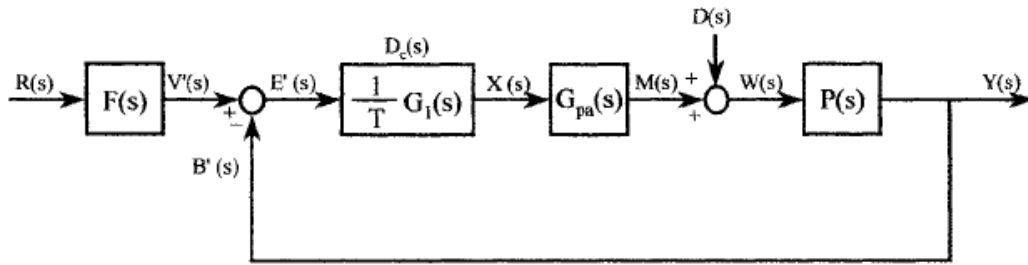 D(s)
D_c(s)
R(s)
F(s)
V'(s)
+
−
E' (s)
1/T G_1(s)
X (s)
G_pa(s)
M(s)
+
+
W(s)
P(s)
Y(s)
B' (s)